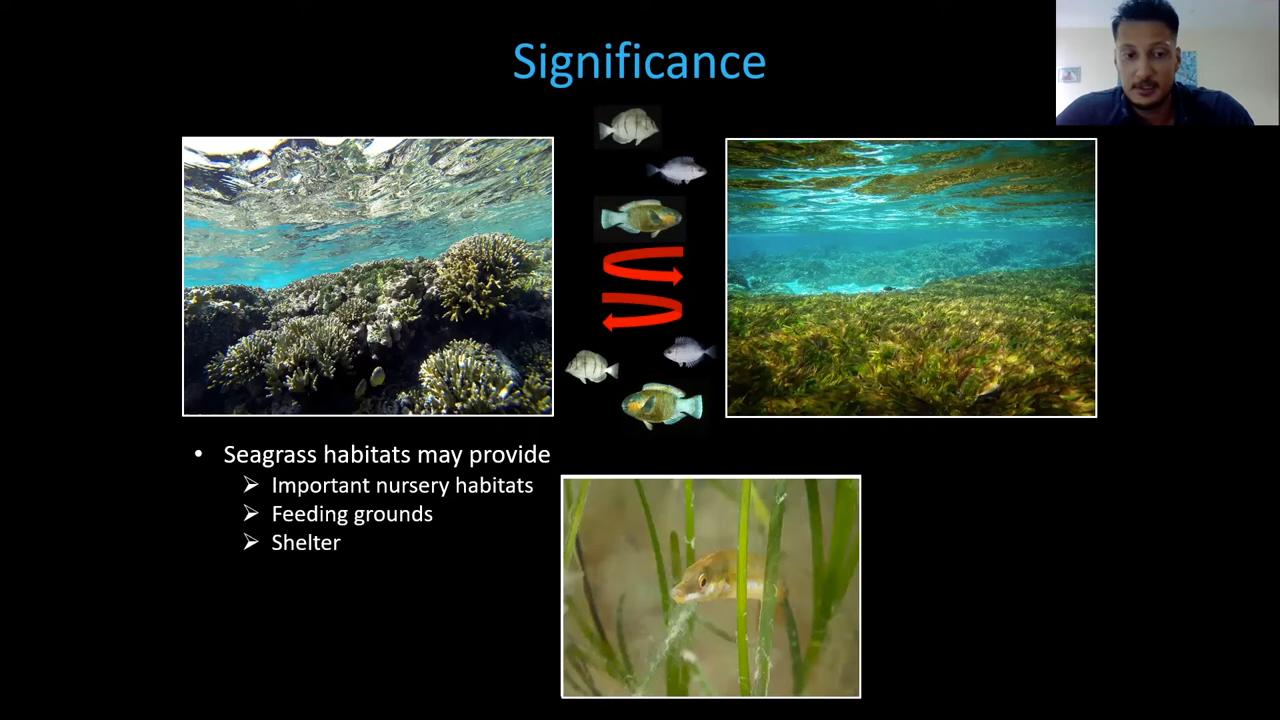 Significance
• Seagrass habitats may provide
➢ Important nursery habitats
➢ Feeding grounds
➢ Shelter